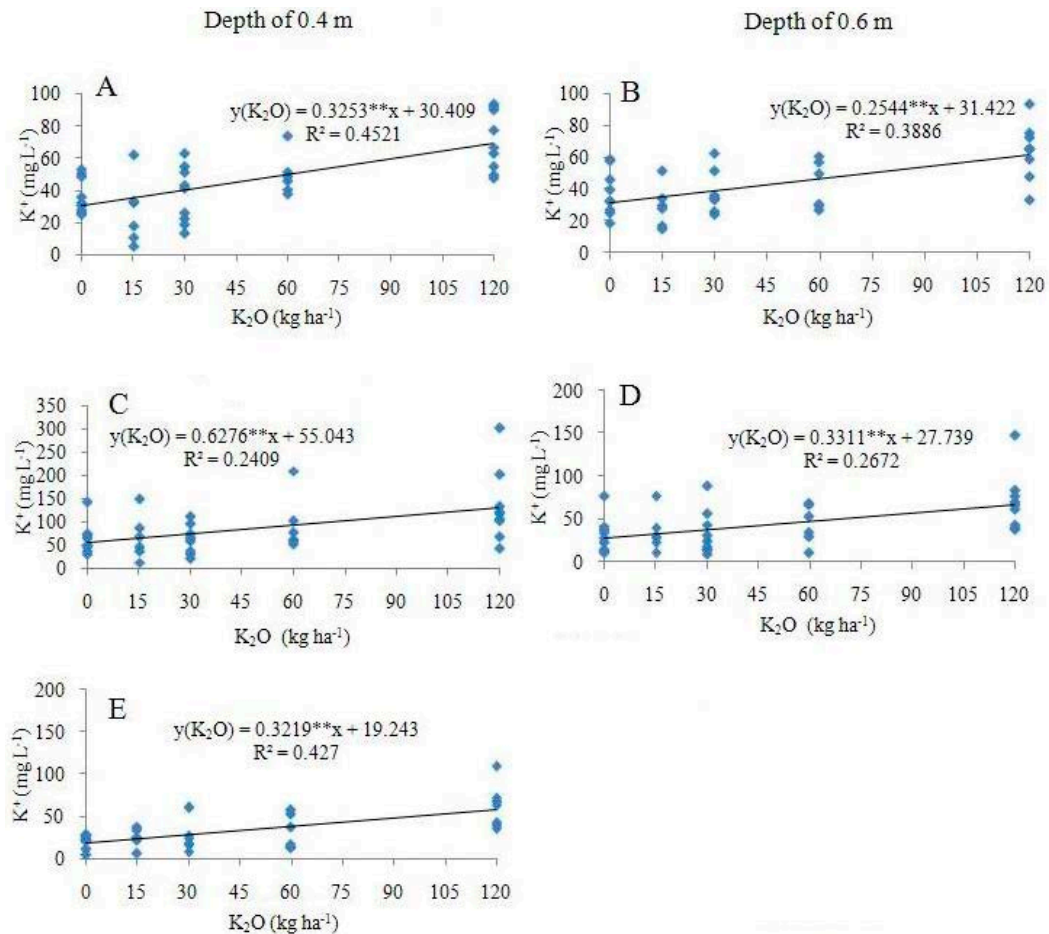 Depth of 0.4 m
Depth of 0.6 m
A
y(K₂O) = 0.3253**x + 30.409
R² = 0.4521
K⁺ (mg L⁻¹)
100
80
60
40
20
0
0 15 30 45 60 75 90 105 120
K₂O (kg ha⁻¹)
B
y(K₂O) = 0.2544**x + 31.422
R² = 0.3886
K⁺ (mg L⁻¹)
100
80
60
40
20
0
0 15 30 45 60 75 90 105 120
K₂O (kg ha⁻¹)
C
y(K₂O) = 0.6276**x + 55.043
R² = 0.2409
K⁺ (mg L⁻¹)
350
300
250
200
150
100
50
0
0 15 30 45 60 75 90 105 120
K₂O (kg ha⁻¹)
D
y(K₂O) = 0.3311**x + 27.739
R² = 0.2672
K⁺ (mg L⁻¹)
200
150
100
50
0
0 15 30 45 60 75 90 105 120
K₂O (kg ha⁻¹)
E
y(K₂O) = 0.3219**x + 19.243
R² = 0.427
K⁺ (mg L⁻¹)
200
150
100
50
0
0 15 30 45 60 75 90 105 120
K₂O (kg ha⁻¹)